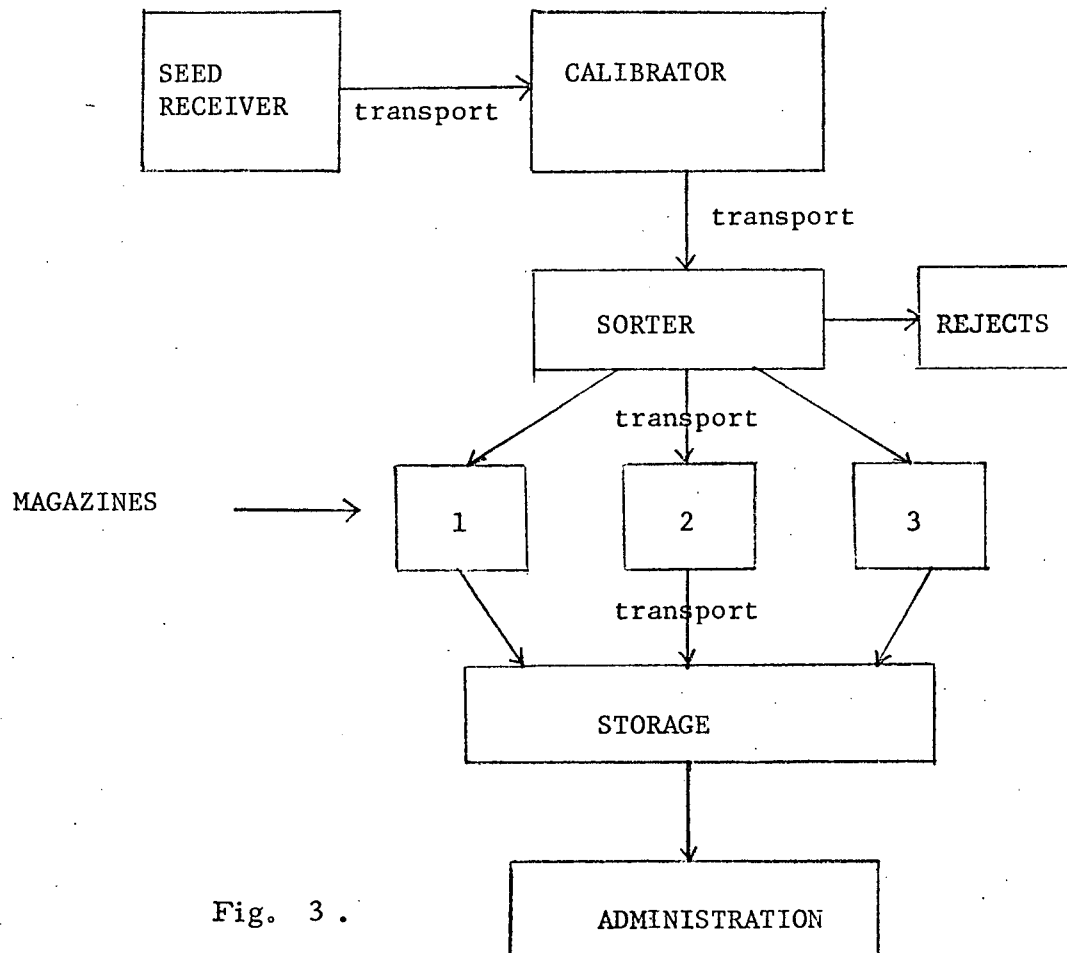 SEED
RECEIVER
transport
CALIBRATOR
transport
SORTER
REJECTS
transport
MAGAZINES
1
2
3
transport
STORAGE
ADMINISTRATION
Fig. 3.